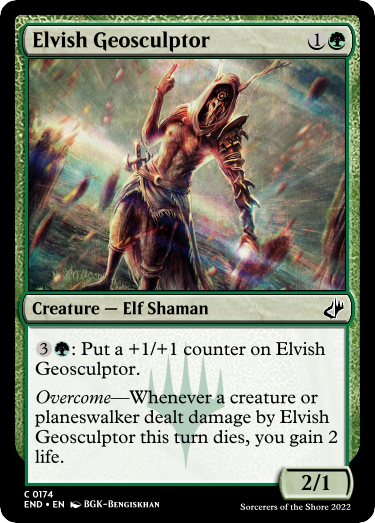 Elvish Geosculptor 1
Creature — Elf Shaman
3 : Put a +1/+1 counter on Elvish
Geosculptor.
Overcome—Whenever a creature or
planeswalker dealt damage by Elvish
Geosculptor this turn dies, you gain 2
life.
2/1
C 0174
END • EN BGK-Bengiskhan
Sorcerers of the Shore 2022